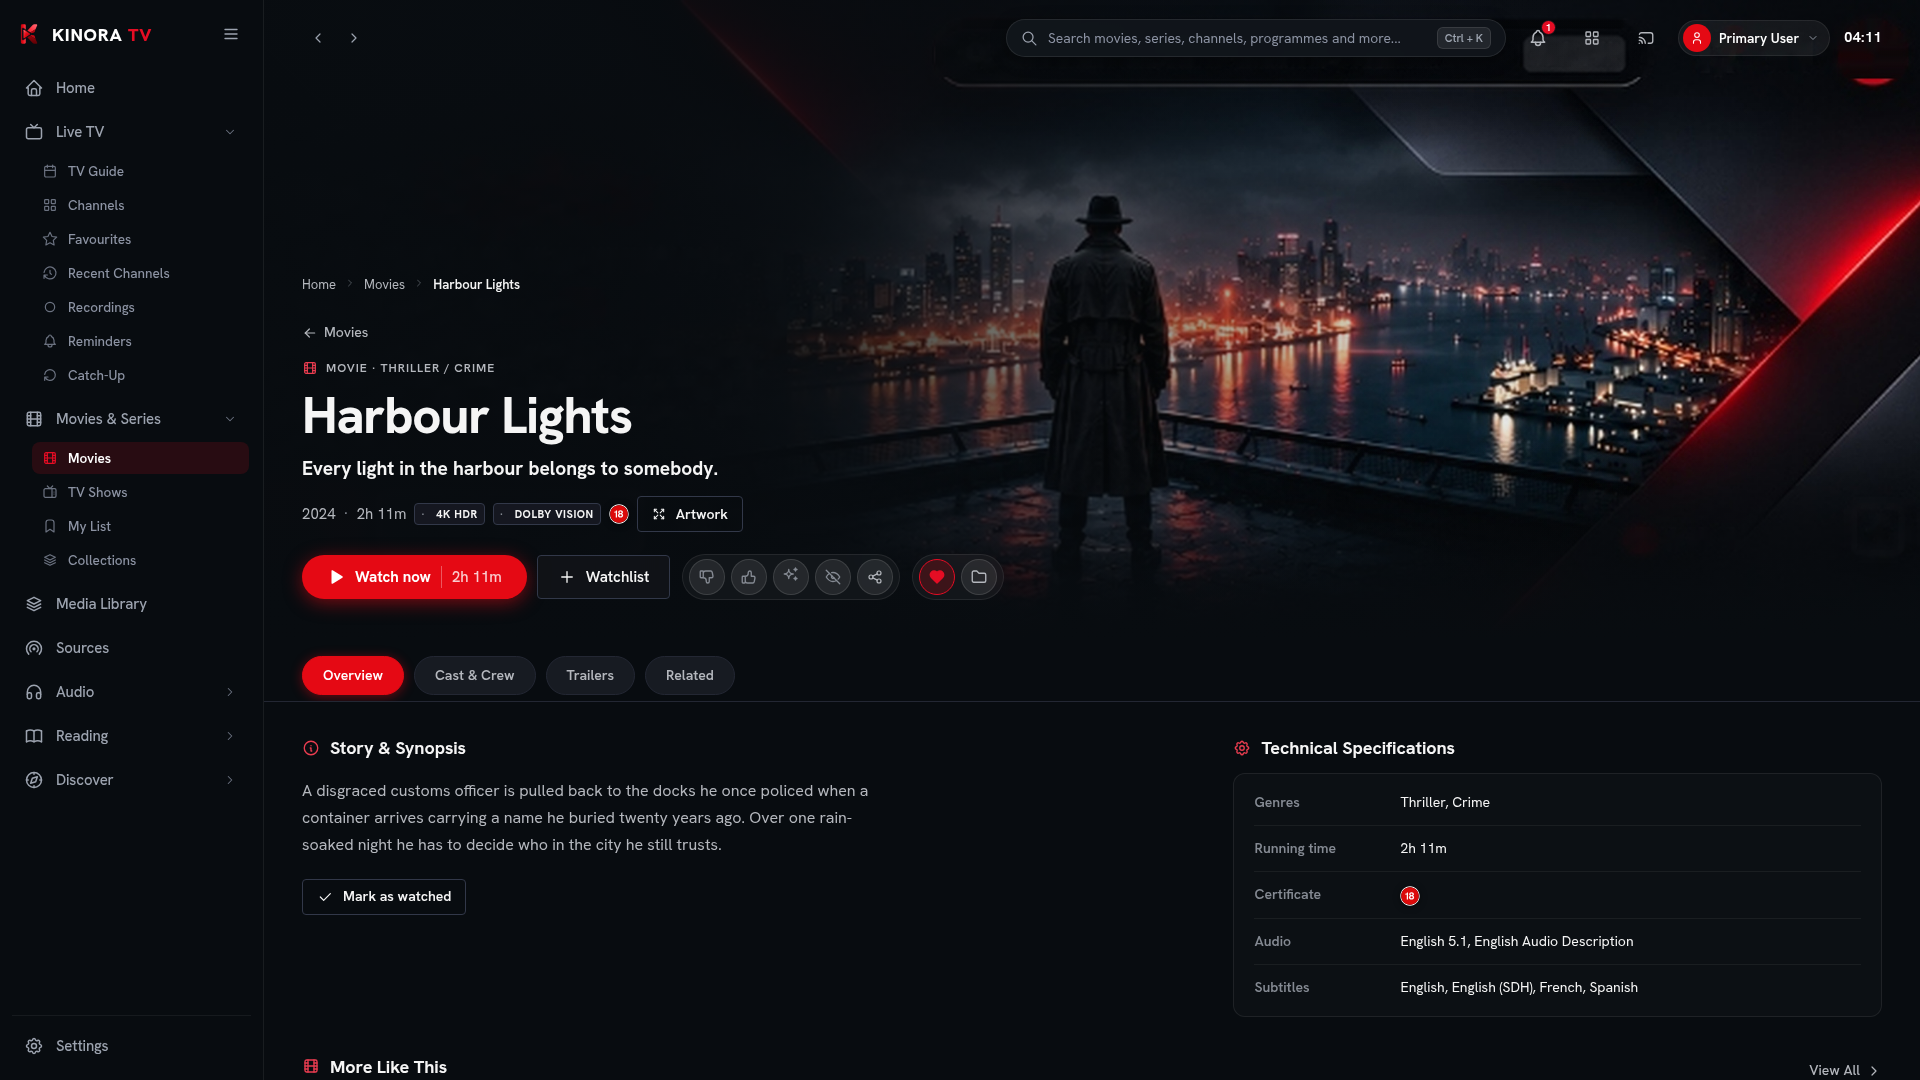 KINORA TV
Search movies, series, channels, programmes and more...
Ctrl + K
1
Primary User
04:11
Home
Live TV
TV Guide
Channels
Favourites
Recent Channels
Recordings
Reminders
Catch-Up
Movies & Series
Movies
TV Shows
My List
Collections
Media Library
Sources
Audio
Reading
Discover
Settings
Home
Movies
Harbour Lights
Movies
MOVIE · THRILLER / CRIME
Harbour Lights
Every light in the harbour belongs to somebody.
2024 · 2h 11m · 4K HDR · DOLBY VISION 18 Artwork
Watch now 2h 11m
Watchlist
Overview
Cast & Crew
Trailers
Related
Story & Synopsis
A disgraced customs officer is pulled back to the docks he once policed when a
container arrives carrying a name he buried twenty years ago. Over one rain-
soaked night he has to decide who in the city he still trusts.
Mark as watched
Technical Specifications
Genres Thriller, Crime
Running time 2h 11m
Certificate 18
Audio English 5.1, English Audio Description
Subtitles English, English (SDH), French, Spanish
More Like This
View All